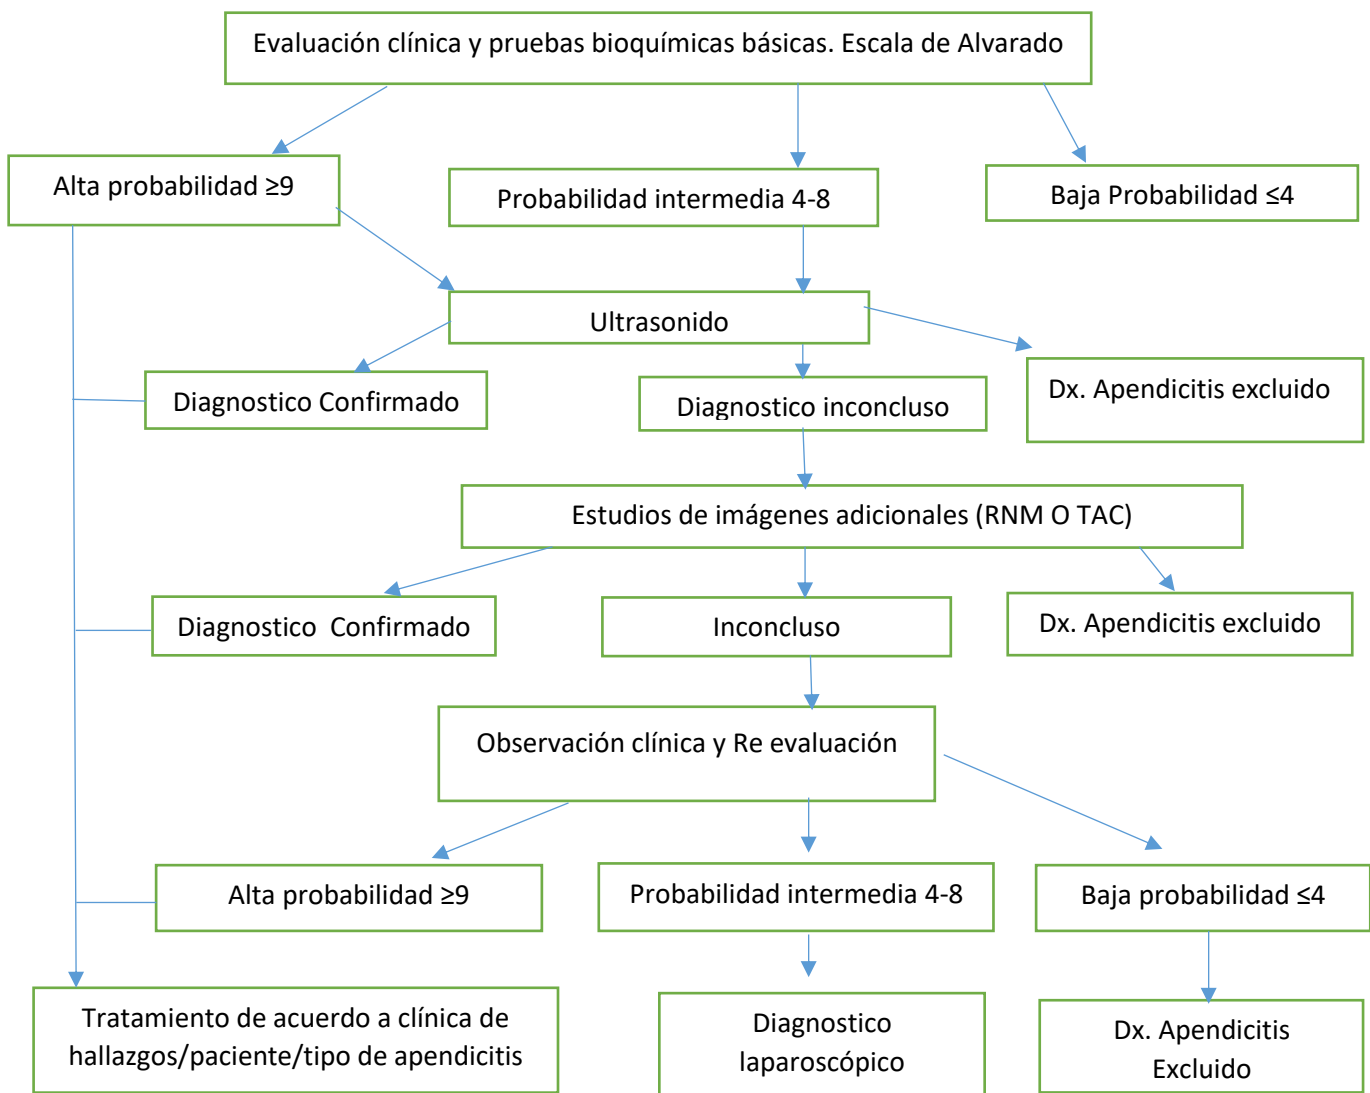 Evaluación clínica y pruebas bioquímicas básicas. Escala de Alvarado
Alta probabilidad ≥9
Probabilidad intermedia 4-8
Baja Probabilidad ≤4
Ultrasonido
Diagnostico Confirmado
Diagnostico inconcluso
Dx. Apendicitis excluido
Estudios de imágenes adicionales (RNM O TAC)
Diagnostico  Confirmado
Inconcluso
Dx. Apendicitis excluido
Observación clínica y Re evaluación
Alta probabilidad ≥9
Probabilidad intermedia 4-8
Baja probabilidad ≤4
Tratamiento de acuerdo a clínica de
hallazgos/paciente/tipo de apendicitis
Diagnostico
laparoscópico
Dx. Apendicitis
Excluido